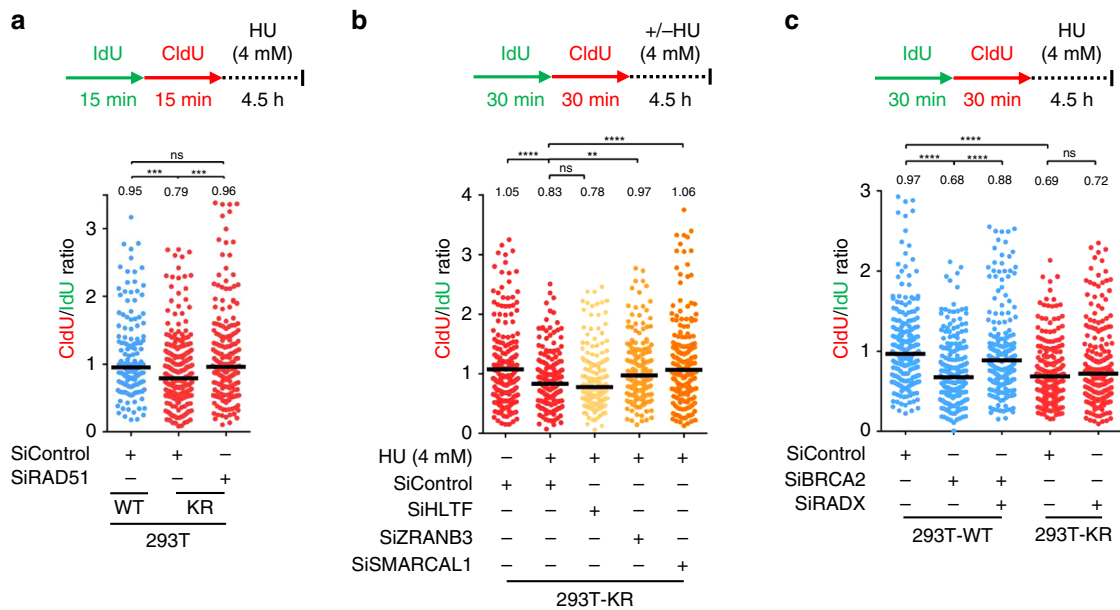 a
IdU CldU HU (4 mM)
15 min 15 min 4.5 h
ns
*** ***
0.95 0.79 0.96
CldU/IdU ratio
3
2
1
0
SiControl + + –
SiRAD51 – – +
WT KR
293T
b
IdU CldU +/–HU (4 mM)
30 min 30 min 4.5 h
****
**** **
ns
1.05 0.83 0.78 0.97 1.06
CldU/IdU ratio
4
3
2
1
0
HU (4 mM) – + + + +
SiControl + + – – –
SiHLTF – – + – –
SiZRANB3 – – – + –
SiSMARCAL1 – – – – +
293T-KR
c
IdU CldU HU (4 mM)
30 min 30 min 4.5 h
****
**** **** ns
0.97 0.68 0.88 0.69 0.72
CldU/IdU ratio
3
2
1
0
SiControl + – – + –
SiBRCA2 – + + – –
SiRADX – – + – +
293T-WT 293T-KR